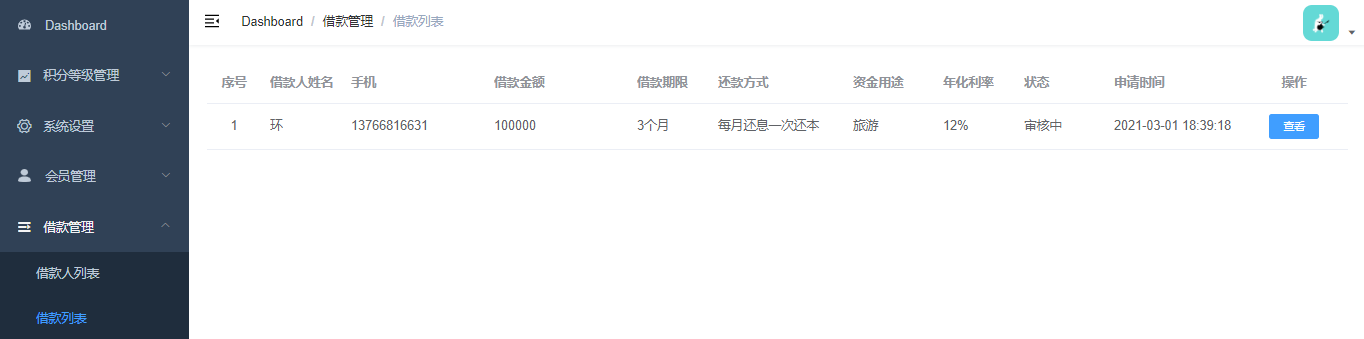 Dashboard
积分等级管理
系统设置
会员管理
借款管理
借款人列表
借款列表
Dashboard / 借款管理 / 借款列表
序号 借款人姓名 手机 借款金额 借款期限 还款方式 资金用途 年化利率 状态 申请时间 操作
1 环 13766816631 100000 3个月 每月还息一次还本 旅游 12% 审核中 2021-03-01 18:39:18 查看